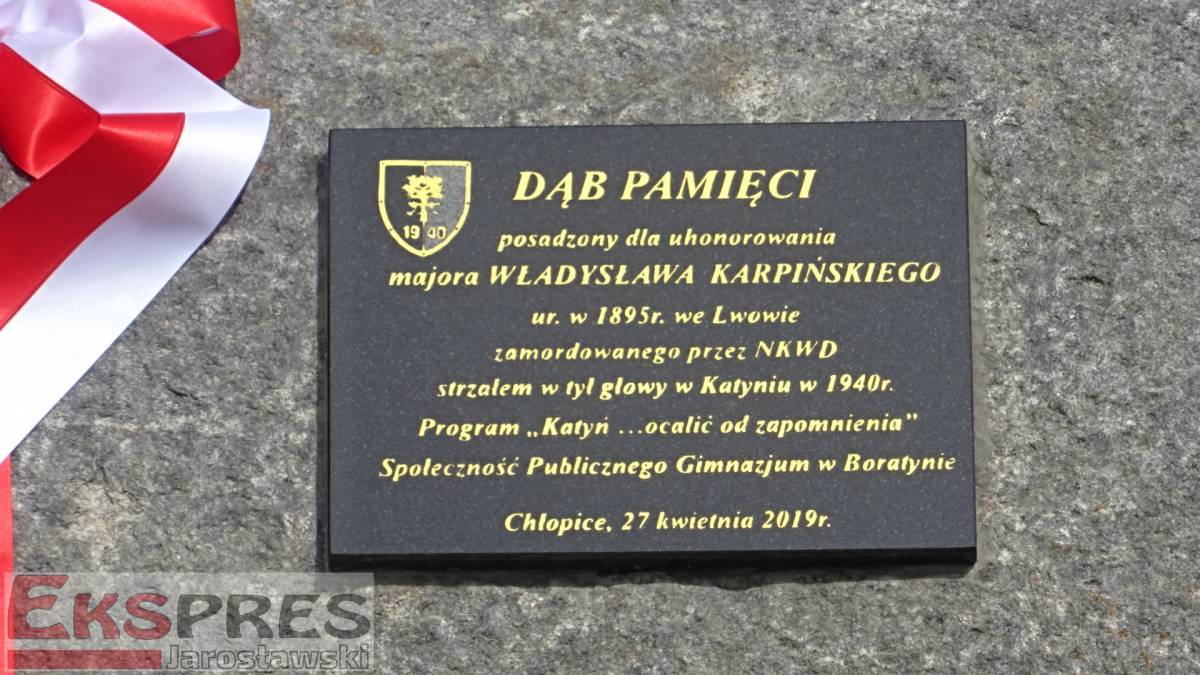 DĄB PAMIĘCI
1940
posadzony dla uhonorowania
majora WŁADYSŁAWA KARPIŃSKIEGO
ur. w 1895r. we Lwowie
zamordowanego przez NKWD
strzałem w tył głowy w Katyniu w 1940r.
Program „Katyń ...ocalić od zapomnienia”
Społeczność Publicznego Gimnazjum w Boratynie
Chłopice, 27 kwietnia 2019r.
EKSPRES
Jarosławski